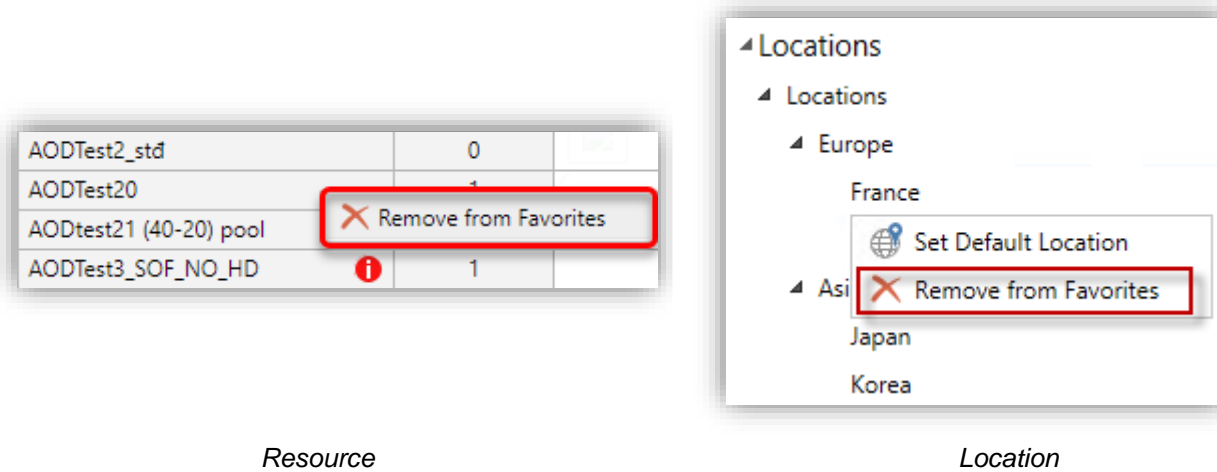 AODTest2_stđ 0
AODTest20
AODtest21 (40-20) pool
Remove from Favorites
AODTest3_SOF_NO_HD 1
Resource
Locations
Locations
Europe
France
Set Default Location
Remove from Favorites
Japan
Korea
Location